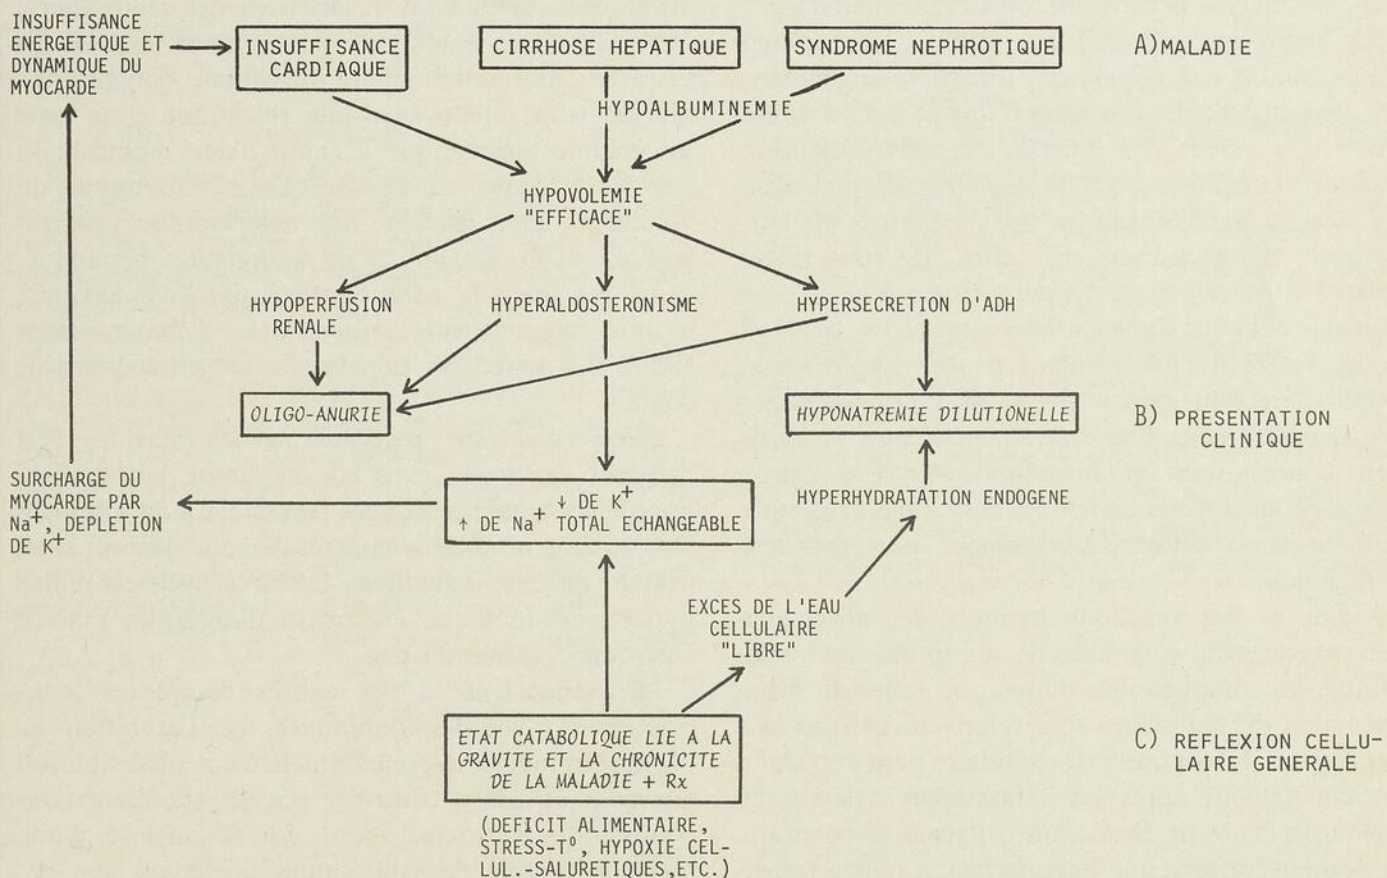 INSUFFISANCE
ENERGETIQUE ET
DYNAMIQUE DU
MYOCARDE
INSUFFISANCE
CARDIAQUE
CIRRHOSE HEPATIQUE
SYNDROME NEPHROTIQUE
A) MALADIE
HYPOALBUMINEMIE
HYPOVOLEMIE
"EFFICACE"
HYPOPERFUSION
RENALE
HYPERALDOSTERONISME
HYPERSECRETION D'ADH
OLIGO-ANURIE
HYPONATREMIE DILUTIONELLE
B) PRESENTATION
CLINIQUE
SURCHARGE DU
MYOCARDE PAR
Na+, DEPLETION
DE K+
↓ DE K+
↑ DE Na+ TOTAL ECHANGEABLE
HYPERHYDRATATION ENDOGENE
EXCES DE L'EAU
CELLULAIRE
"LIBRE"
ETAT CATABOLIQUE LIE A LA
GRAVITE ET LA CHRONICITE
DE LA MALADIE + Rx
C) REFLEXION CELLU-
LAIRE GENERALE
(DEFICIT ALIMENTAIRE,
STRESS-T°, HYPOXIE CEL-
LUL.-SALURETIQUES,ETC.)